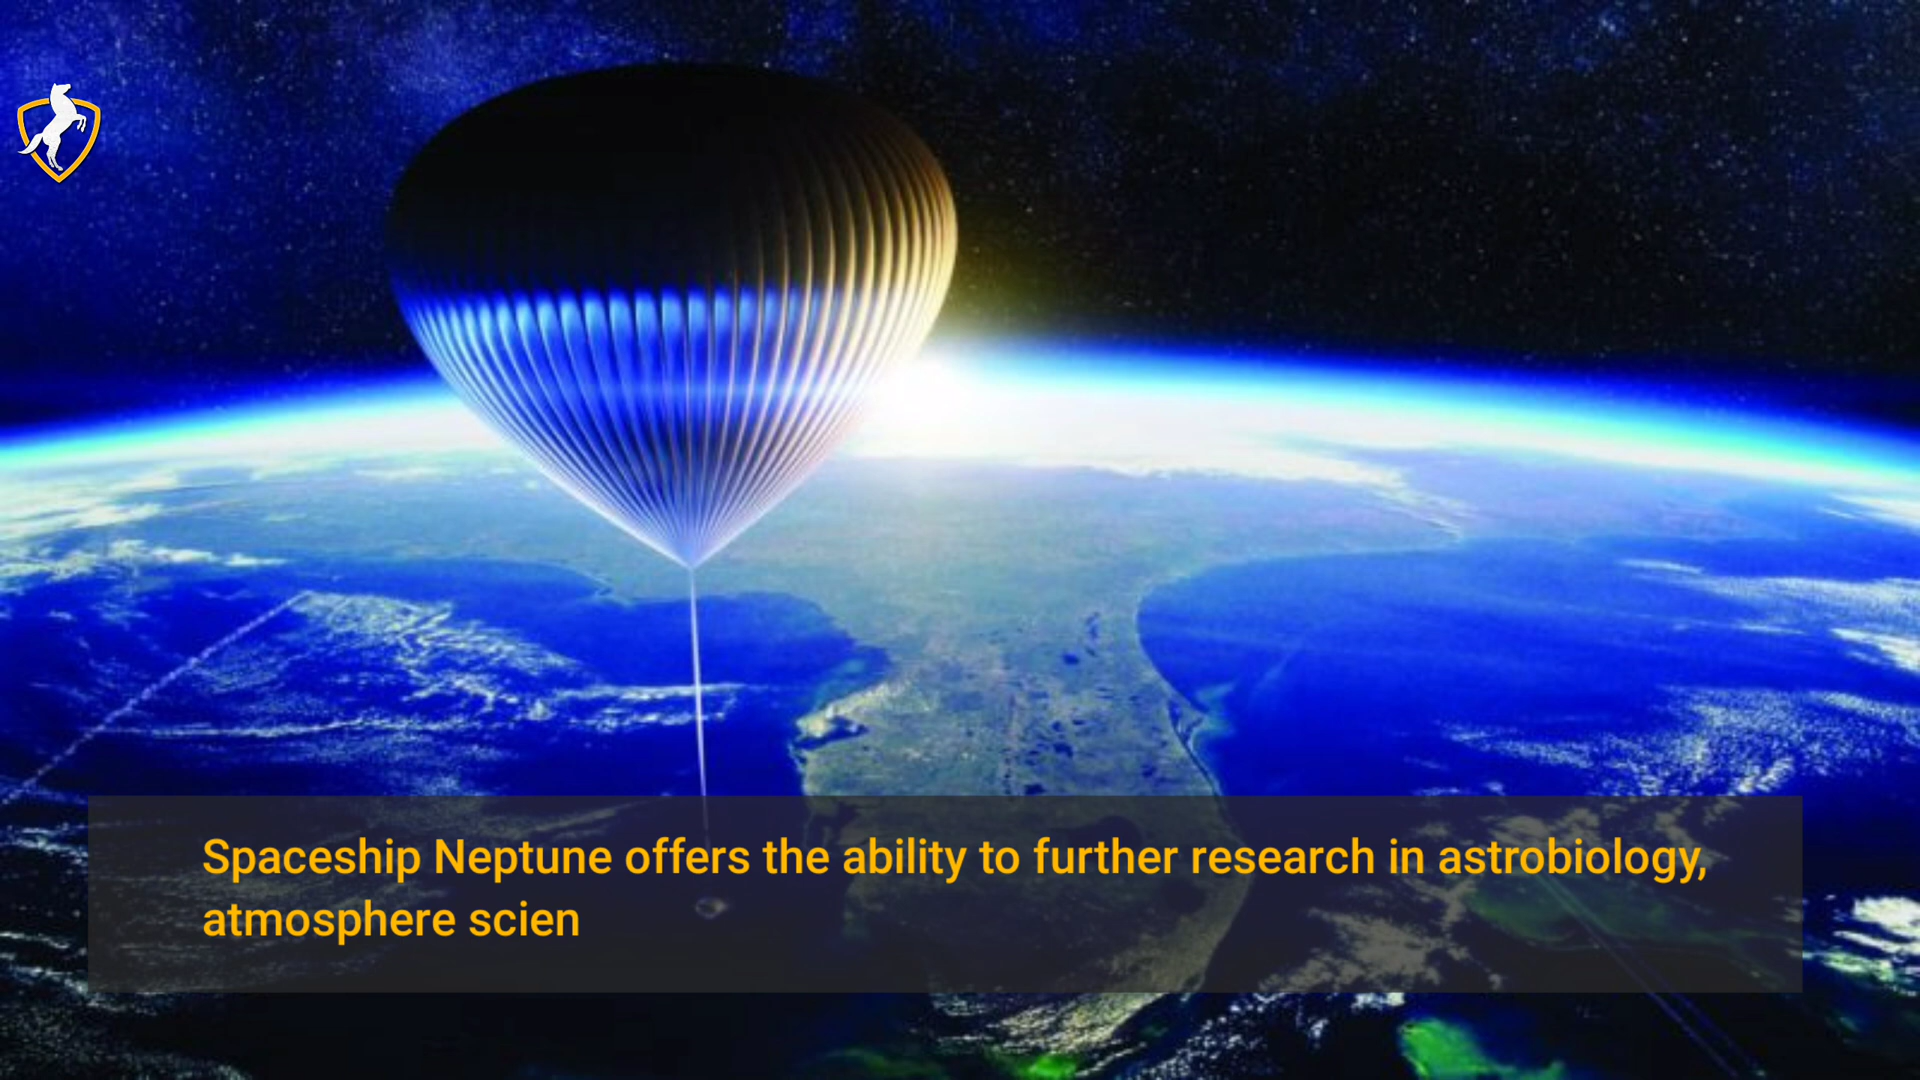 Spaceship Neptune offers the ability to further research in astrobiology,
atmosphere scien